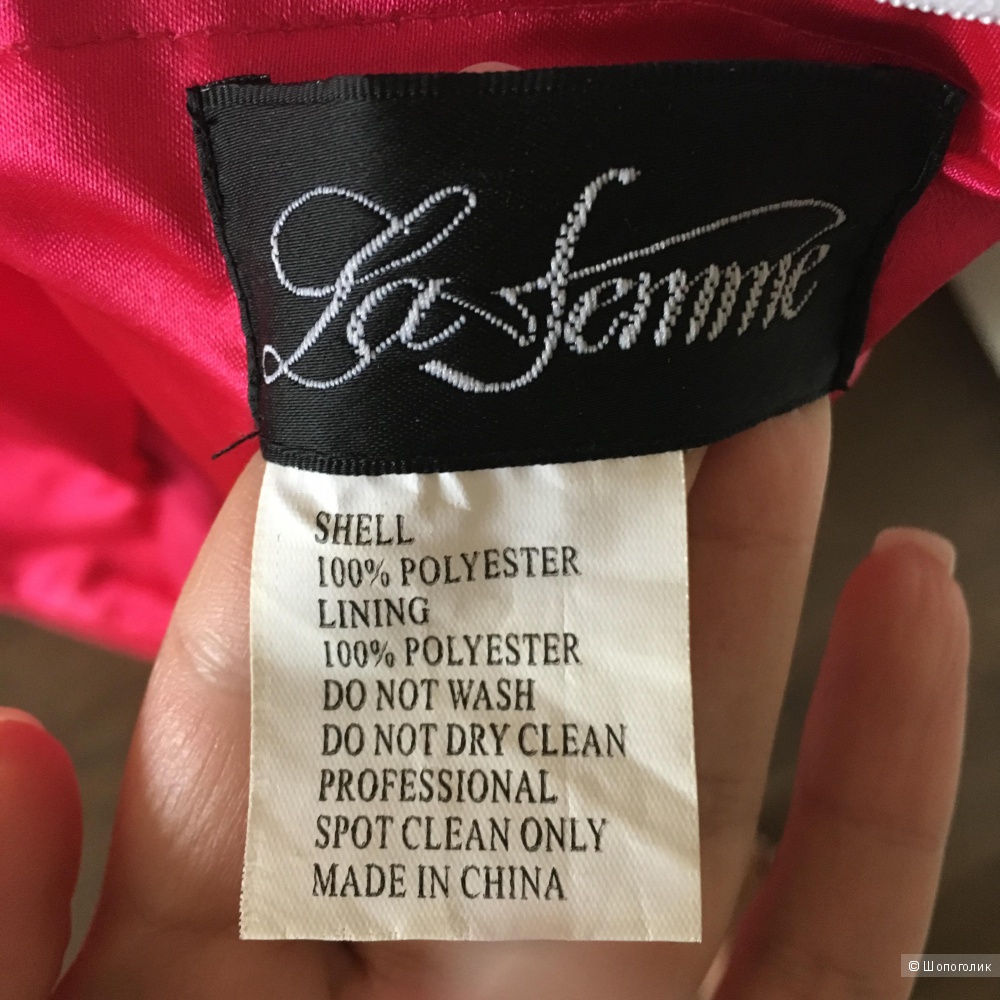 La Femme
SHELL
100% POLYESTER
LINING
100% POLYESTER
DO NOT WASH
DO NOT DRY CLEAN
PROFESSIONAL
SPOT CLEAN ONLY
MADE IN CHINA
© Шопоголик